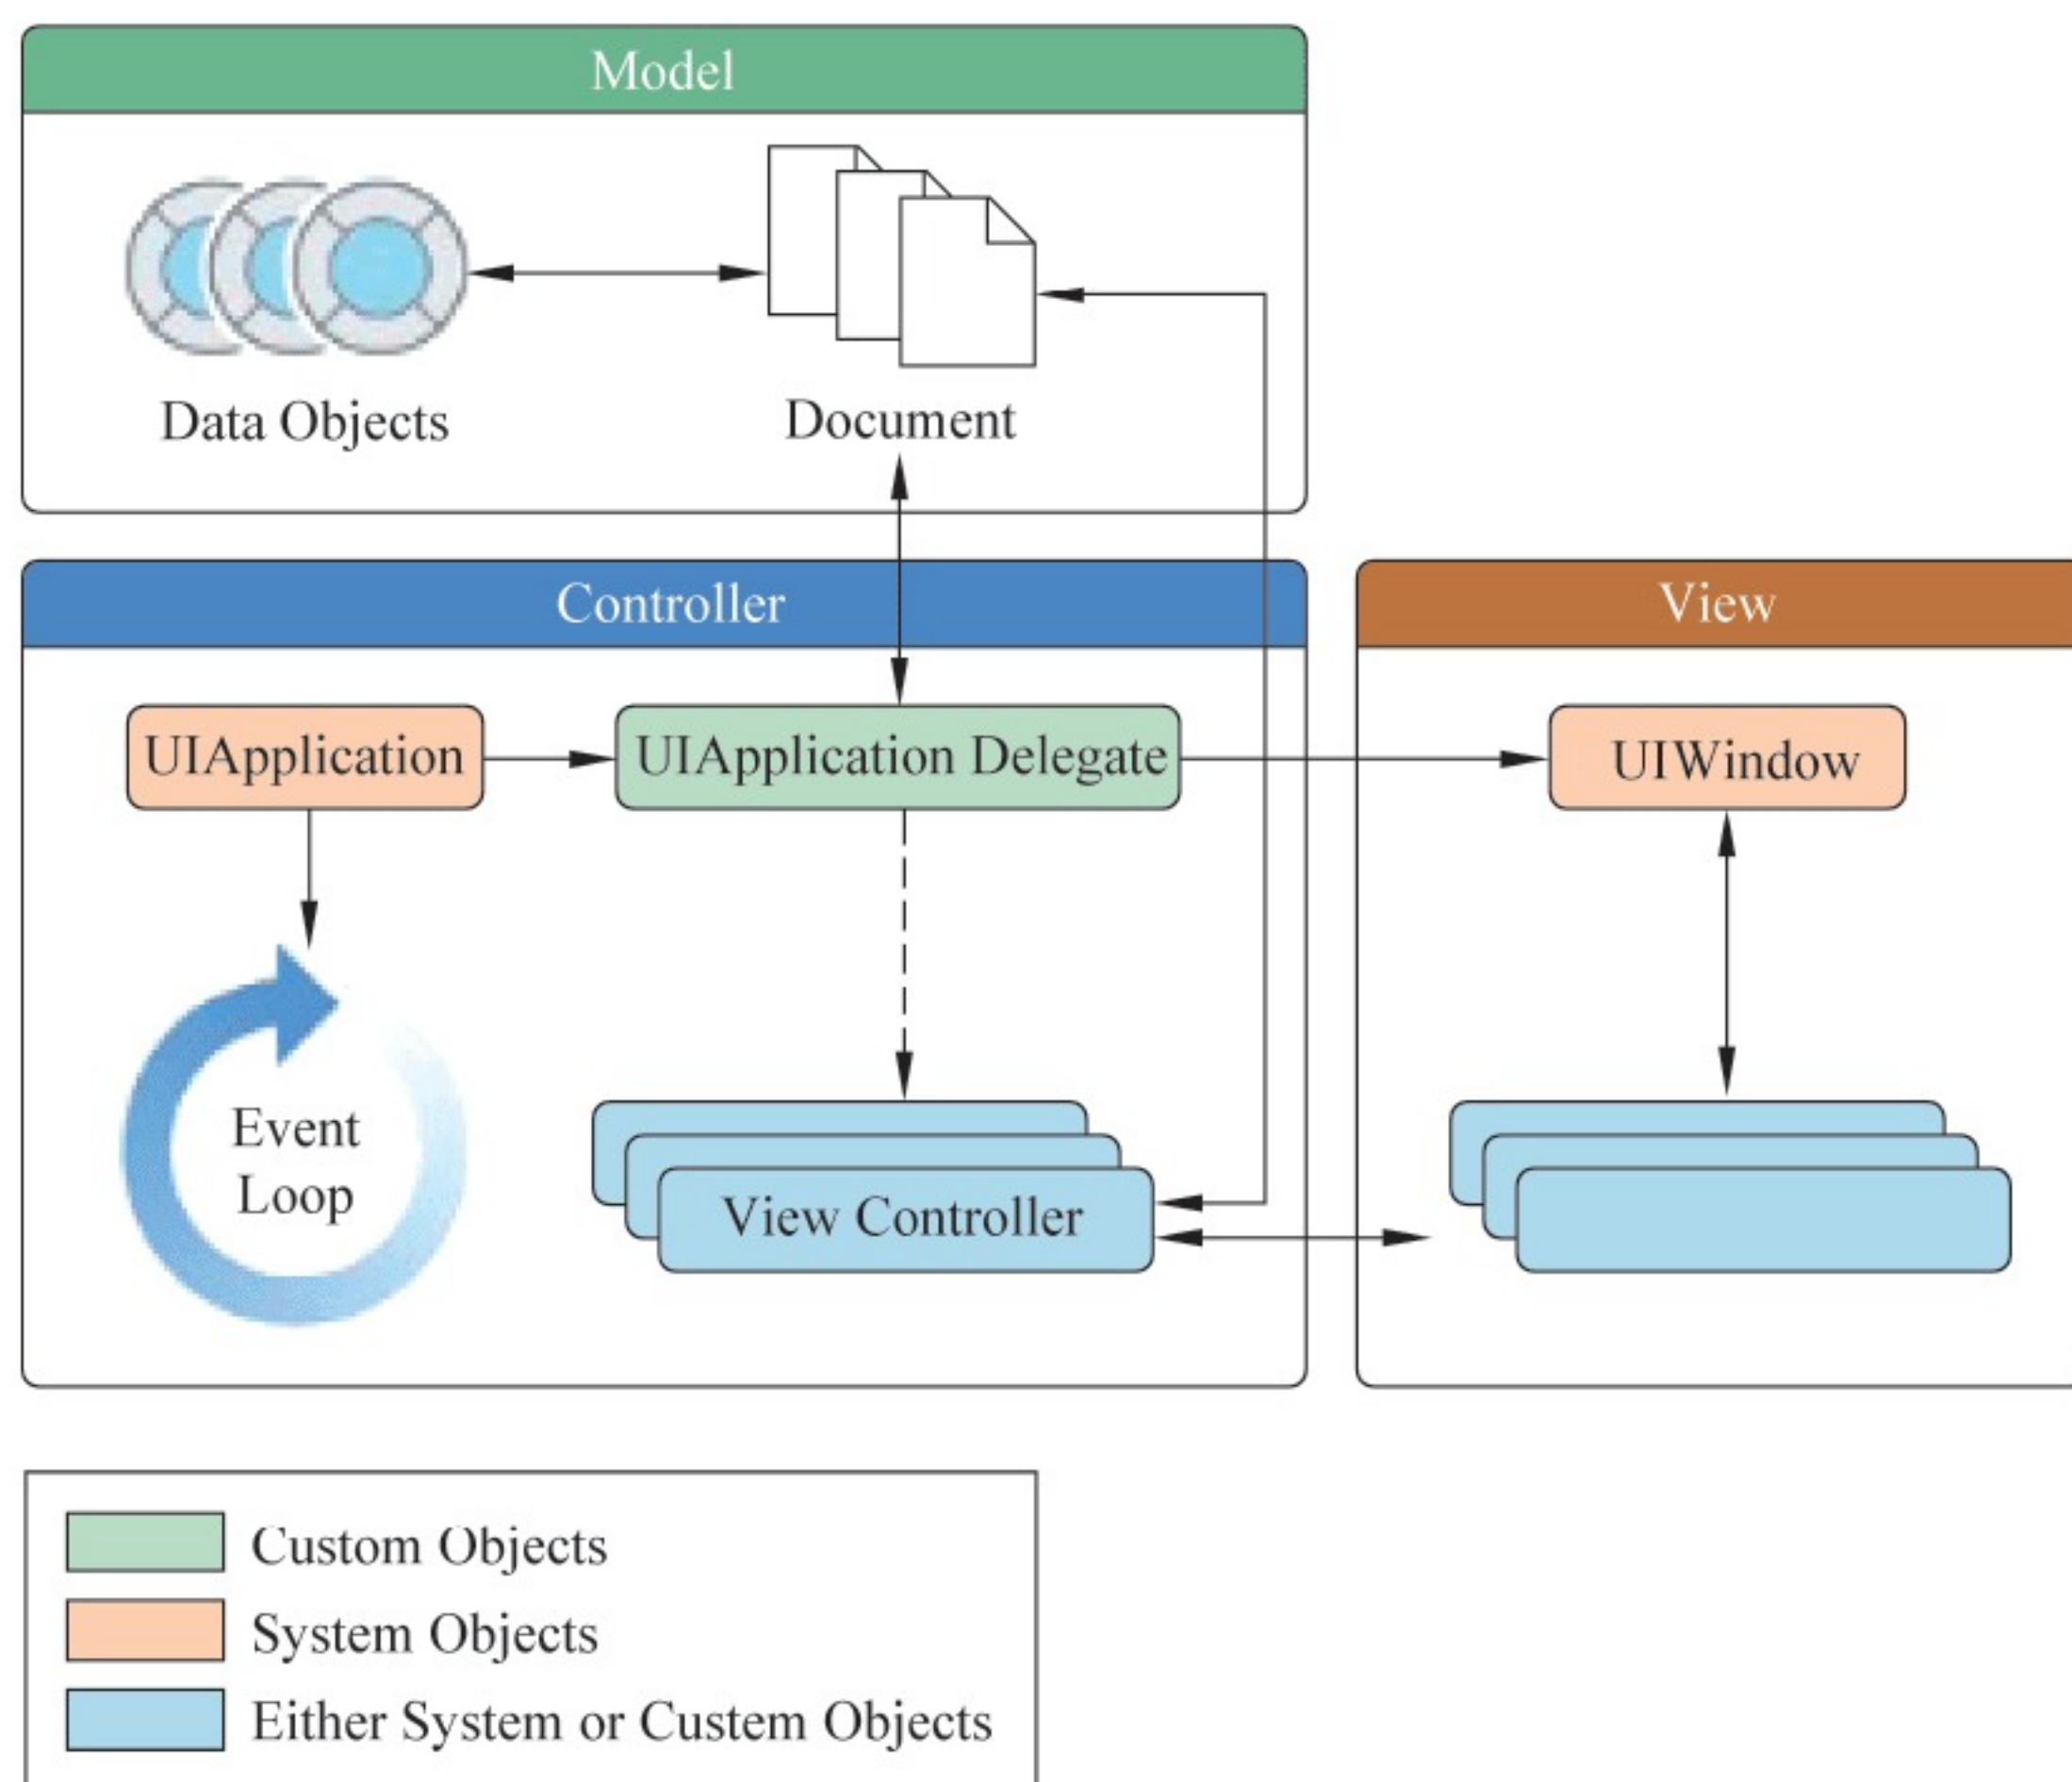 Model
Data Objects
Document
Controller
View
UIApplication
UIApplication Delegate
UIWindow
Event
Loop
View Controller
Custom Objects
System Objects
Either System or Custem Objects